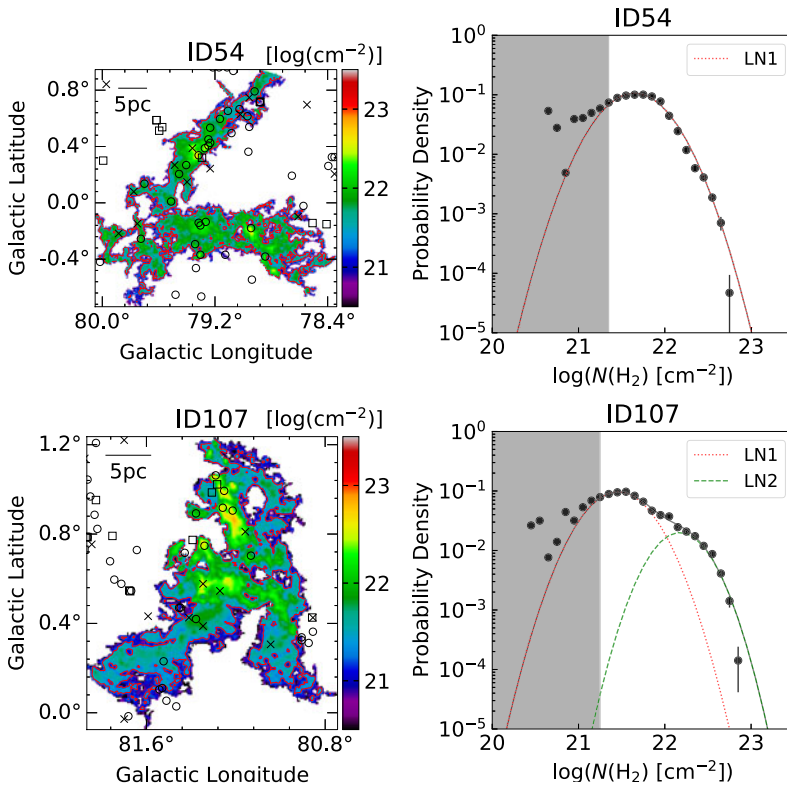 ID54 [log(cm⁻²)]
5pc
0.8°
0.4°
0.0°
-0.4°
Galactic Latitude
80.0° 79.2° 78.4°
Galactic Longitude
23
22
21
ID54
LN1
10⁰
10⁻¹
10⁻²
10⁻³
10⁻⁴
10⁻⁵
Probability Density
20 21 22 23
log(N(H₂) [cm⁻²])
ID107 [log(cm⁻²)]
5pc
1.2°
0.8°
0.4°
0.0°
Galactic Latitude
81.6° 80.8°
Galactic Longitude
23
22
21
ID107
LN1
LN2
10⁰
10⁻¹
10⁻²
10⁻³
10⁻⁴
10⁻⁵
Probability Density
20 21 22 23
log(N(H₂) [cm⁻²])